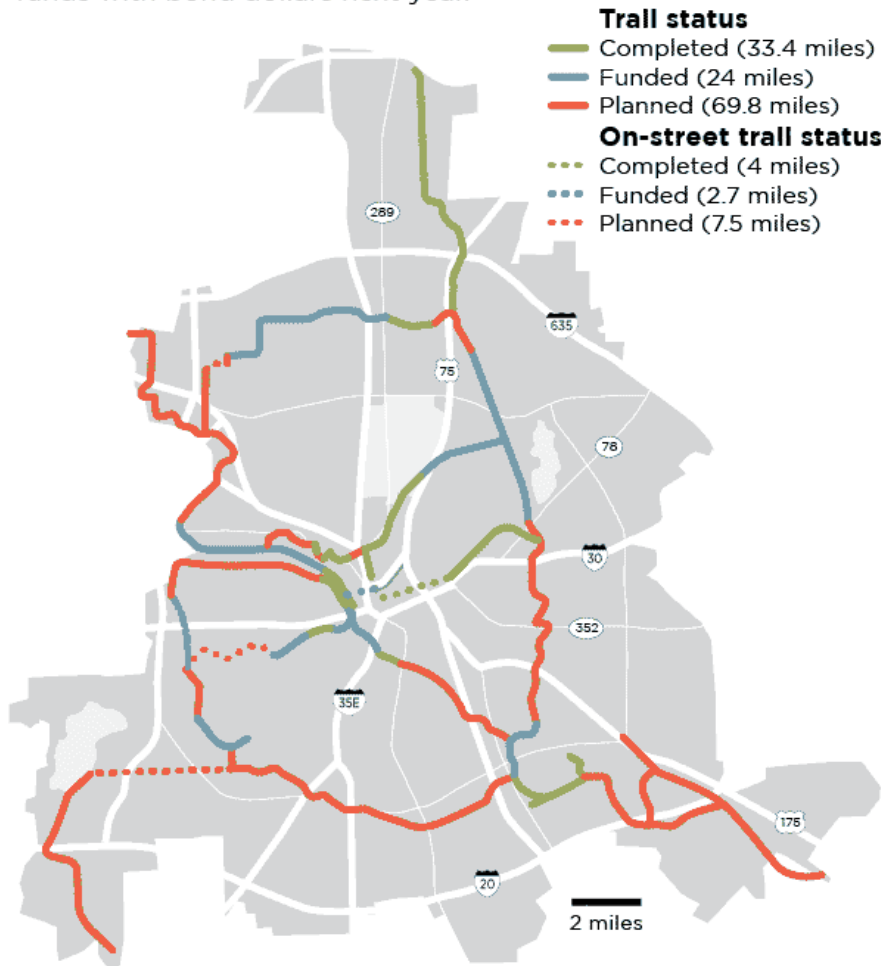 Trail status
Completed (33.4 miles)
Funded (24 miles)
Planned (69.8 miles)
On-street trail status
Completed (4 miles)
Funded (2.7 miles)
Planned (7.5 miles)
289
635
75
78
30
352
35E
175
20
2 miles